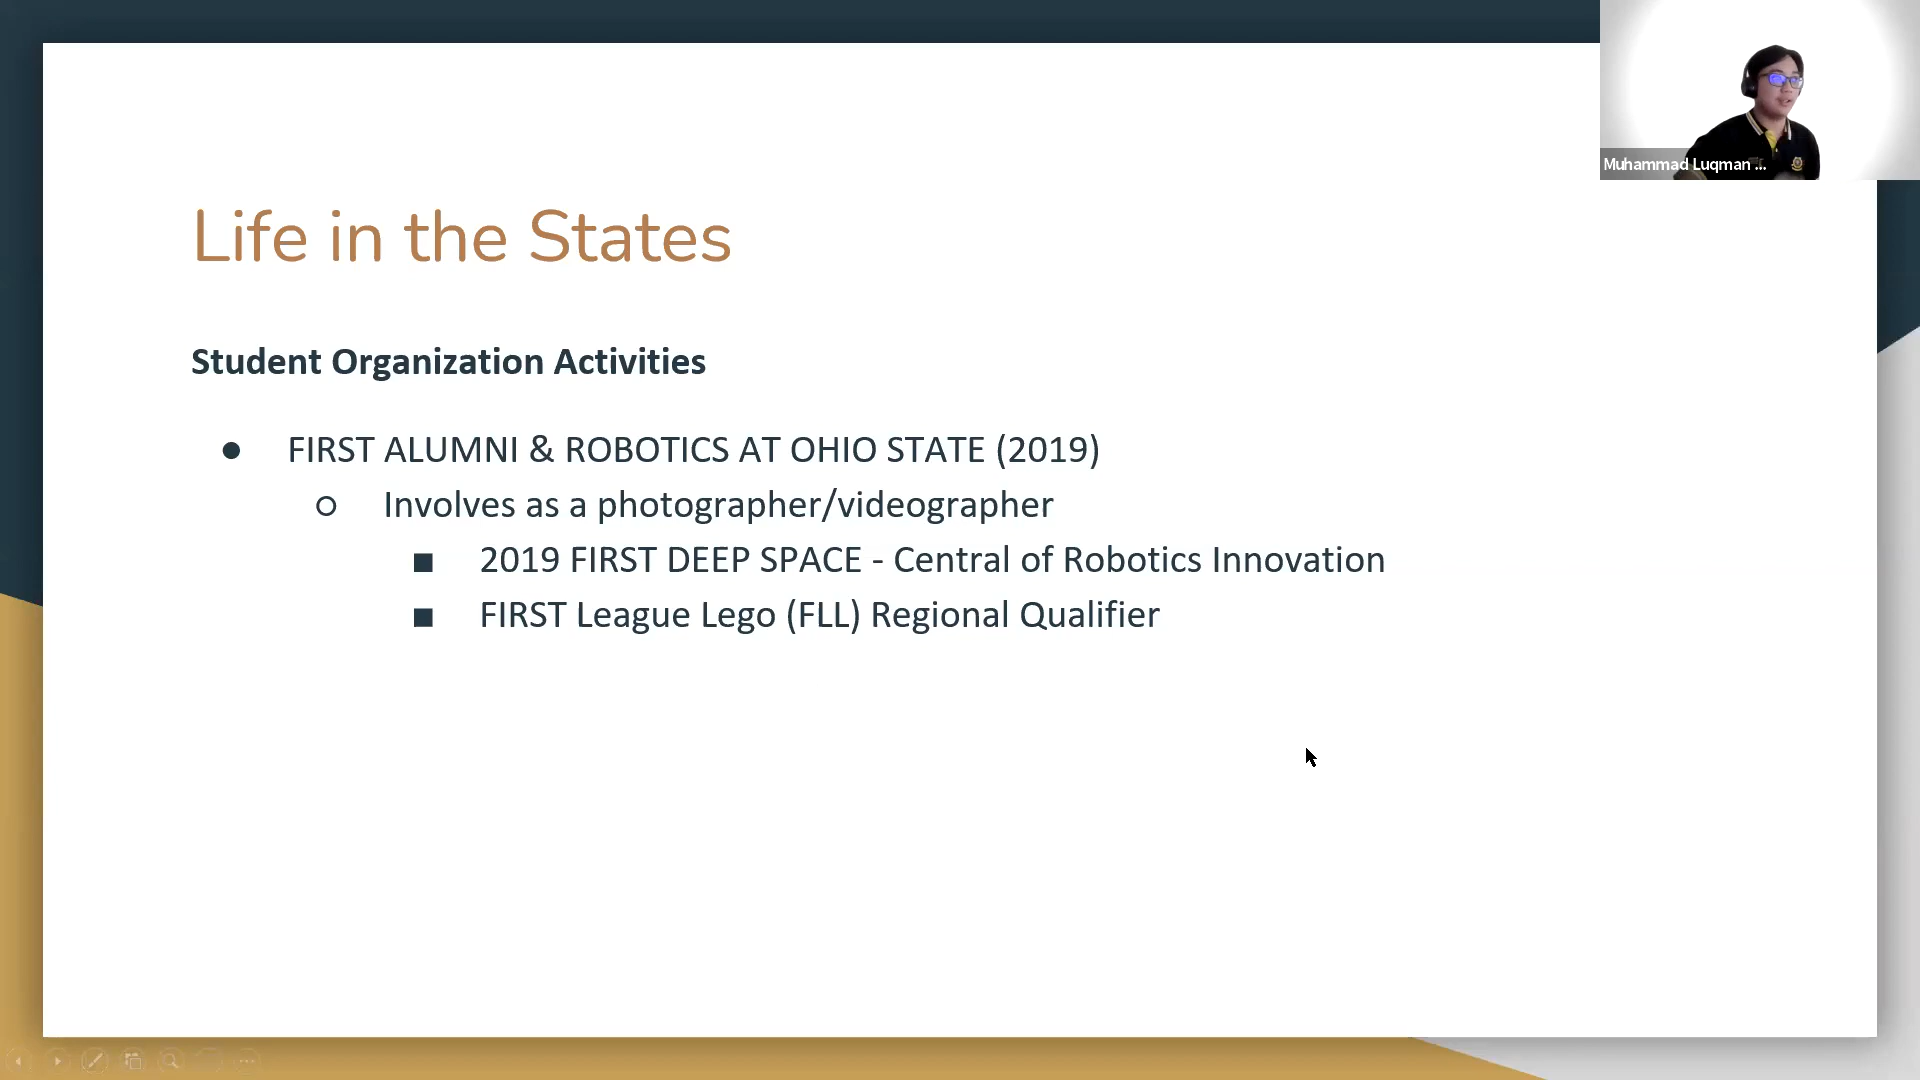 Muhammad Luqman ...
Life in the States
Student Organization Activities
● FIRST ALUMNI & ROBOTICS AT OHIO STATE (2019)
○ Involves as a photographer/videographer
■ 2019 FIRST DEEP SPACE - Central of Robotics Innovation
■ FIRST League Lego (FLL) Regional Qualifier